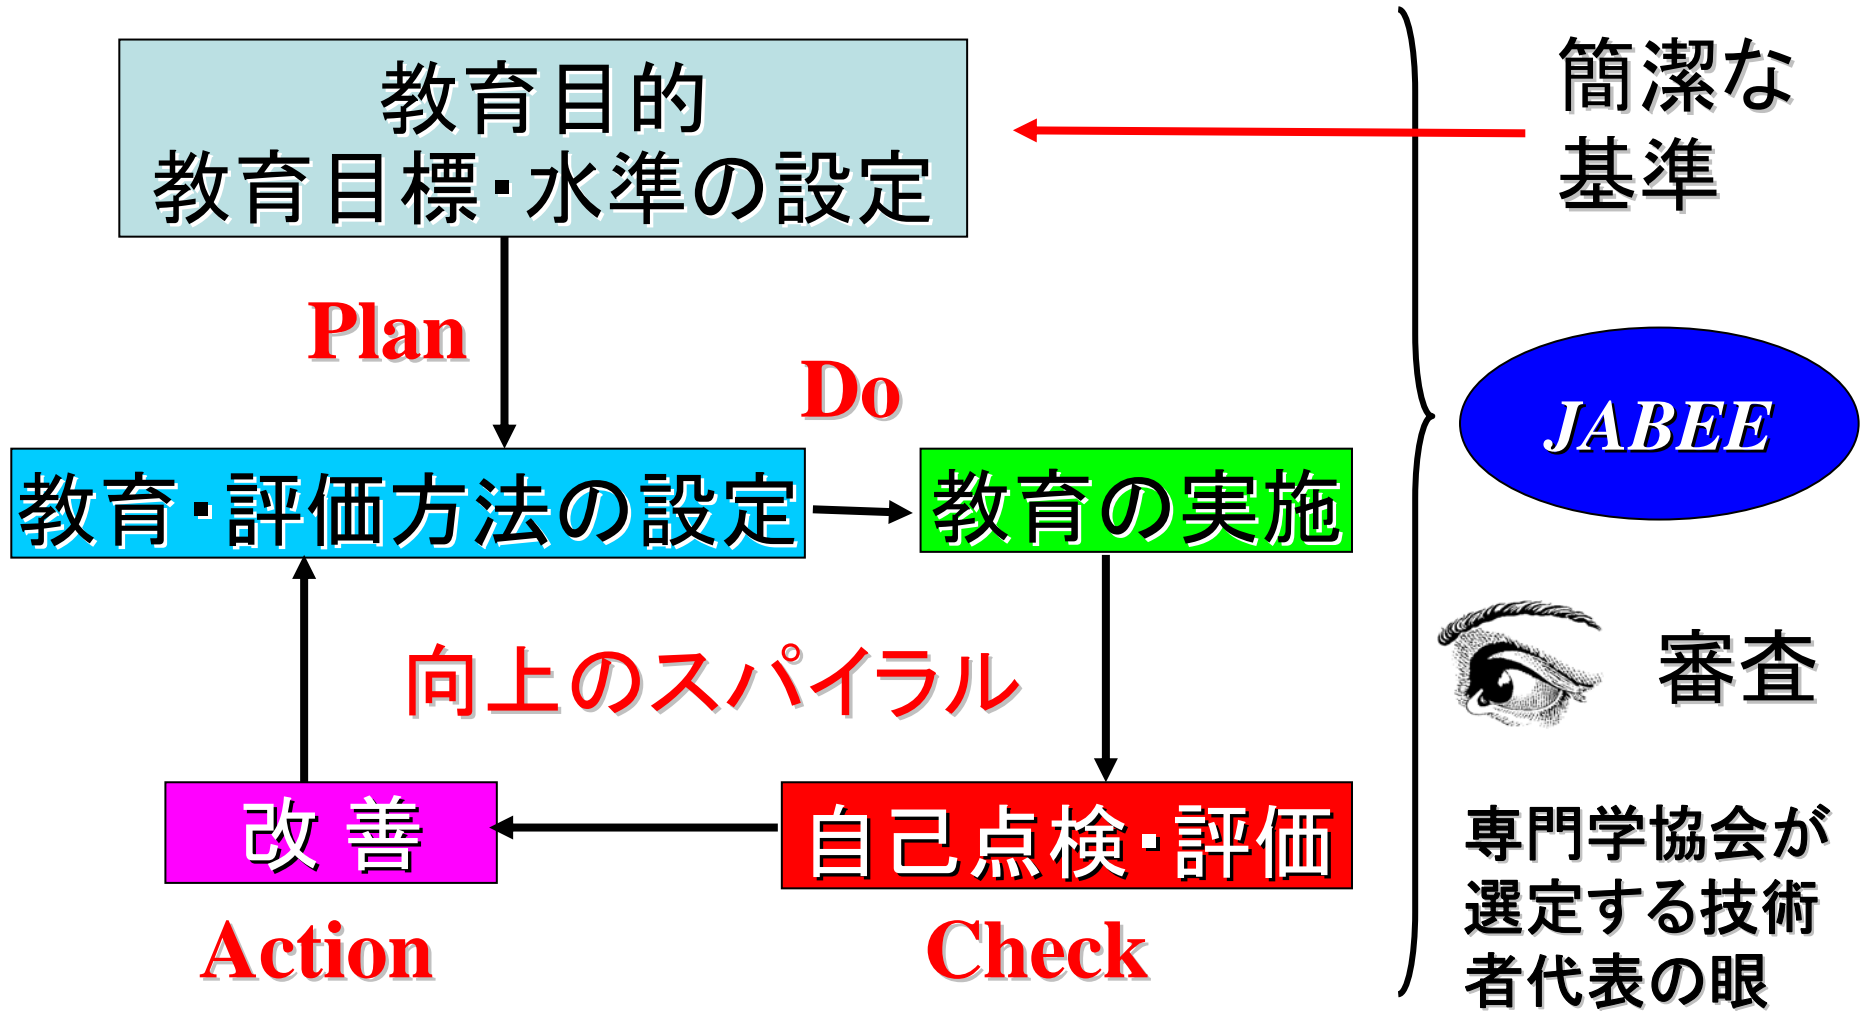 教育目的
教育目標・水準の設定
Plan
Do
教育・評価方法の設定
教育の実施
向上のスパイラル
改 善
自己点検・評価
Action
Check
簡潔な
基準
JABEE
審査
専門学協会が
選定する技術
者代表の眼